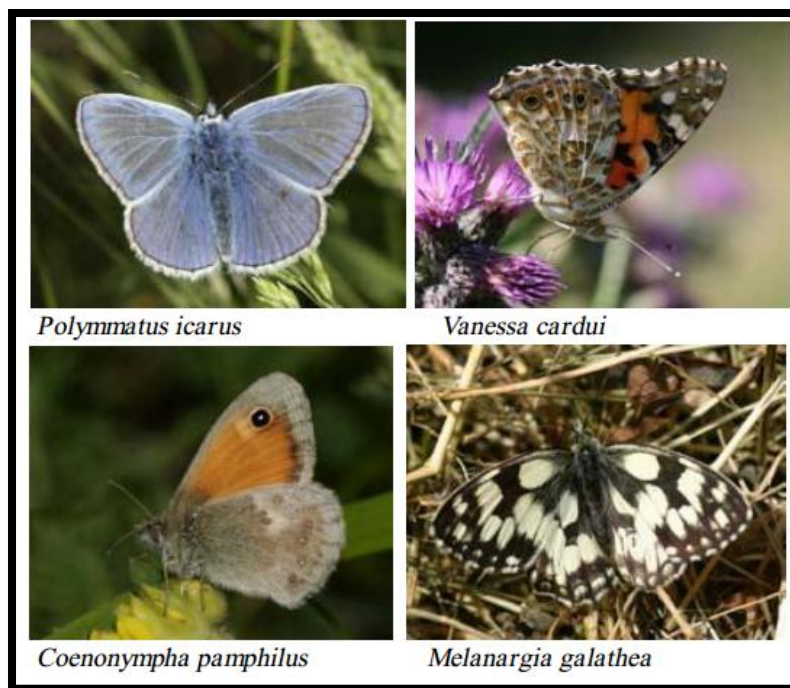 Polymmatus icarus
Vanessa cardui
Coenonympha pamphilus
Melanargia galathea